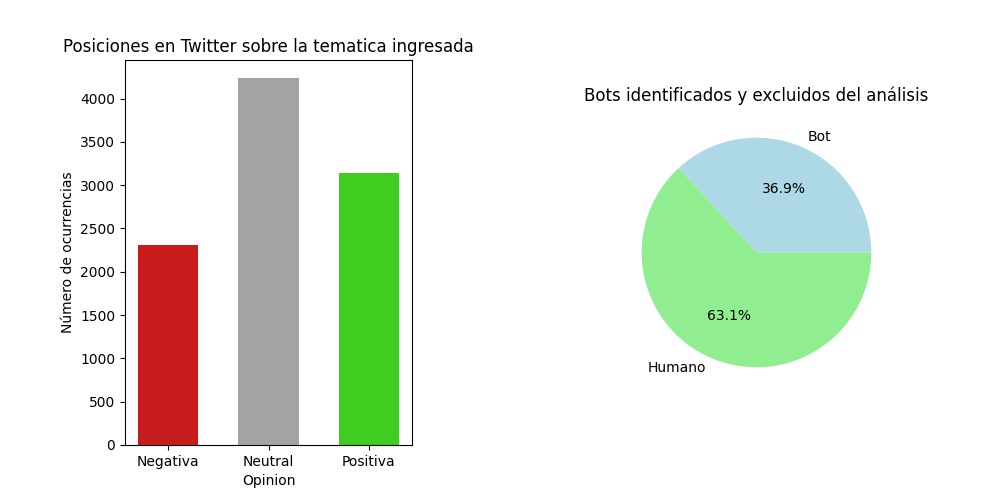 Posiciones en Twitter sobre la tematica ingresada
Número de ocurrencias
4000
3500
3000
2500
2000
1500
1000
500
0
Negativa
Neutral
Positiva
Opinion
Bots identificados y excluidos del análisis
Bot
36.9%
63.1%
Humano